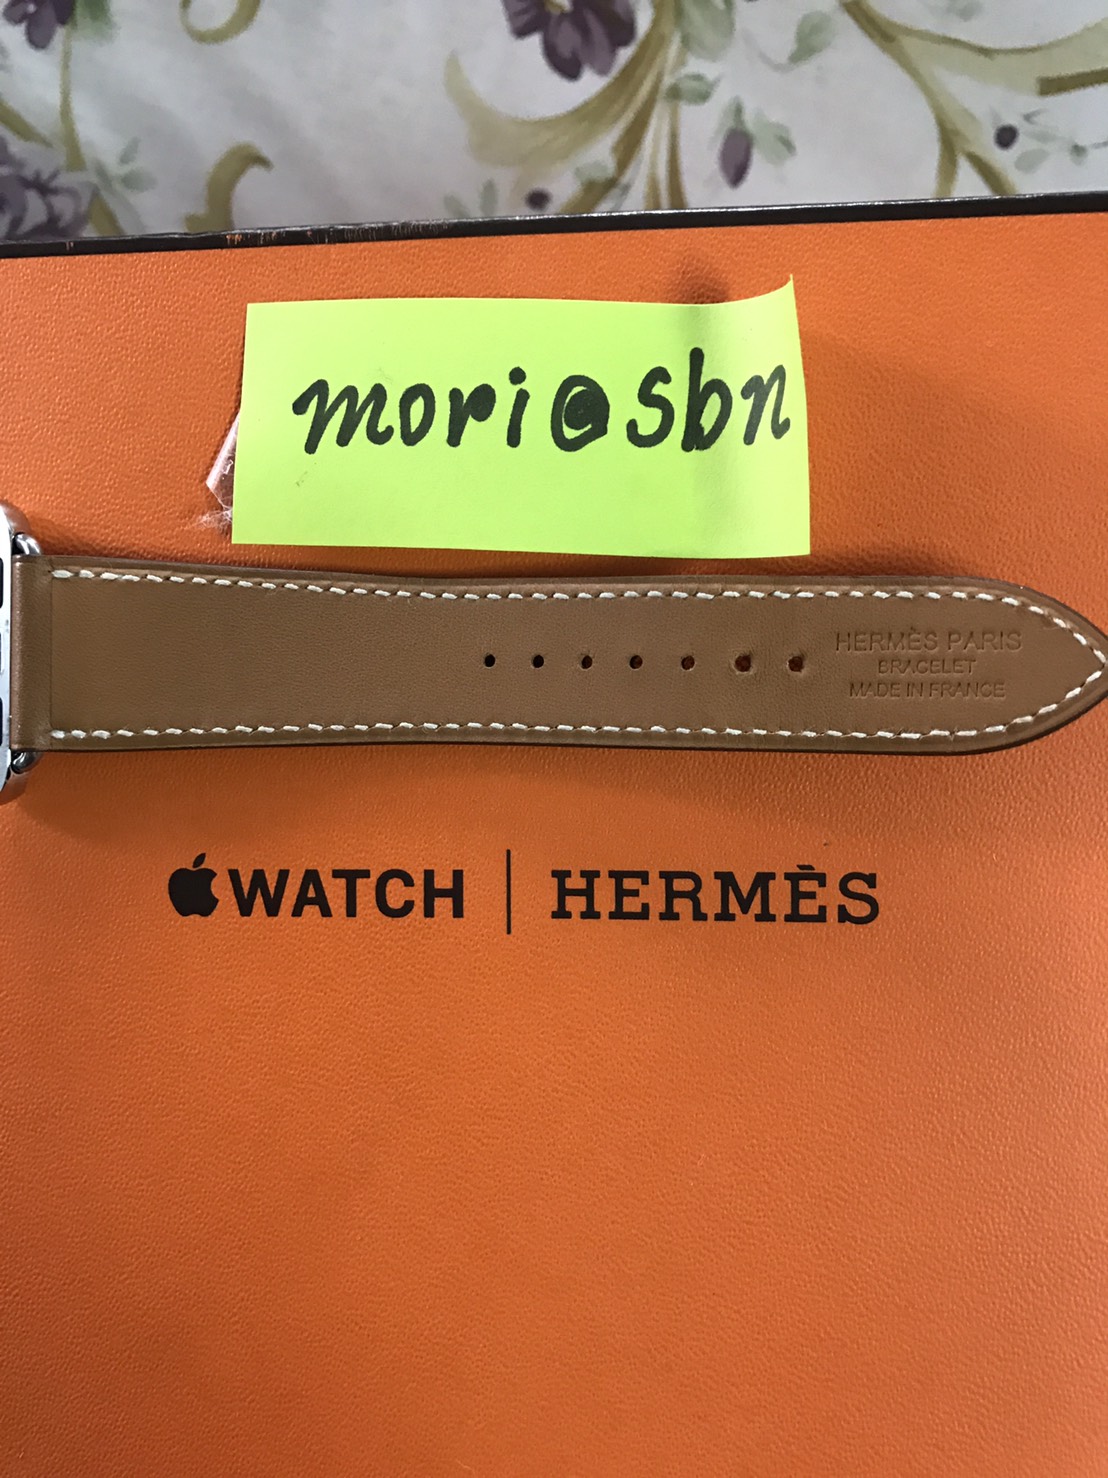 mori@sbn
HERMÈS PARIS
BRACELET
MADE IN FRANCE
WATCH | HERMÈS